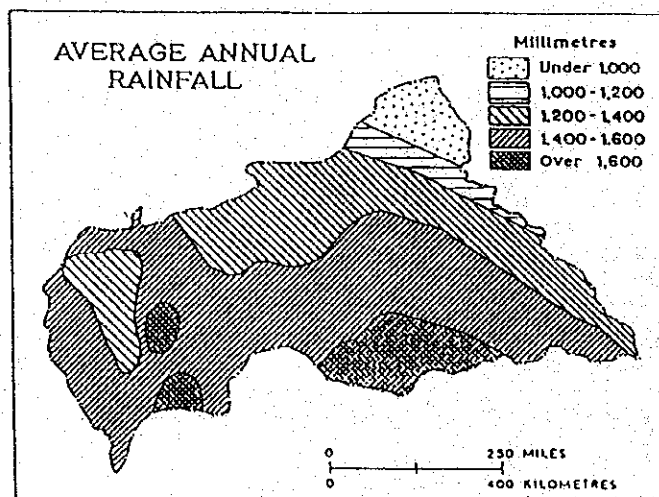 AVERAGE ANNUAL
RAINFALL
Millimetres
Under 1,000
1,000-1,200
1,200-1,400
1,400-1,600
Over 1,600
0 250 MILES
0 400 KILOMETRES